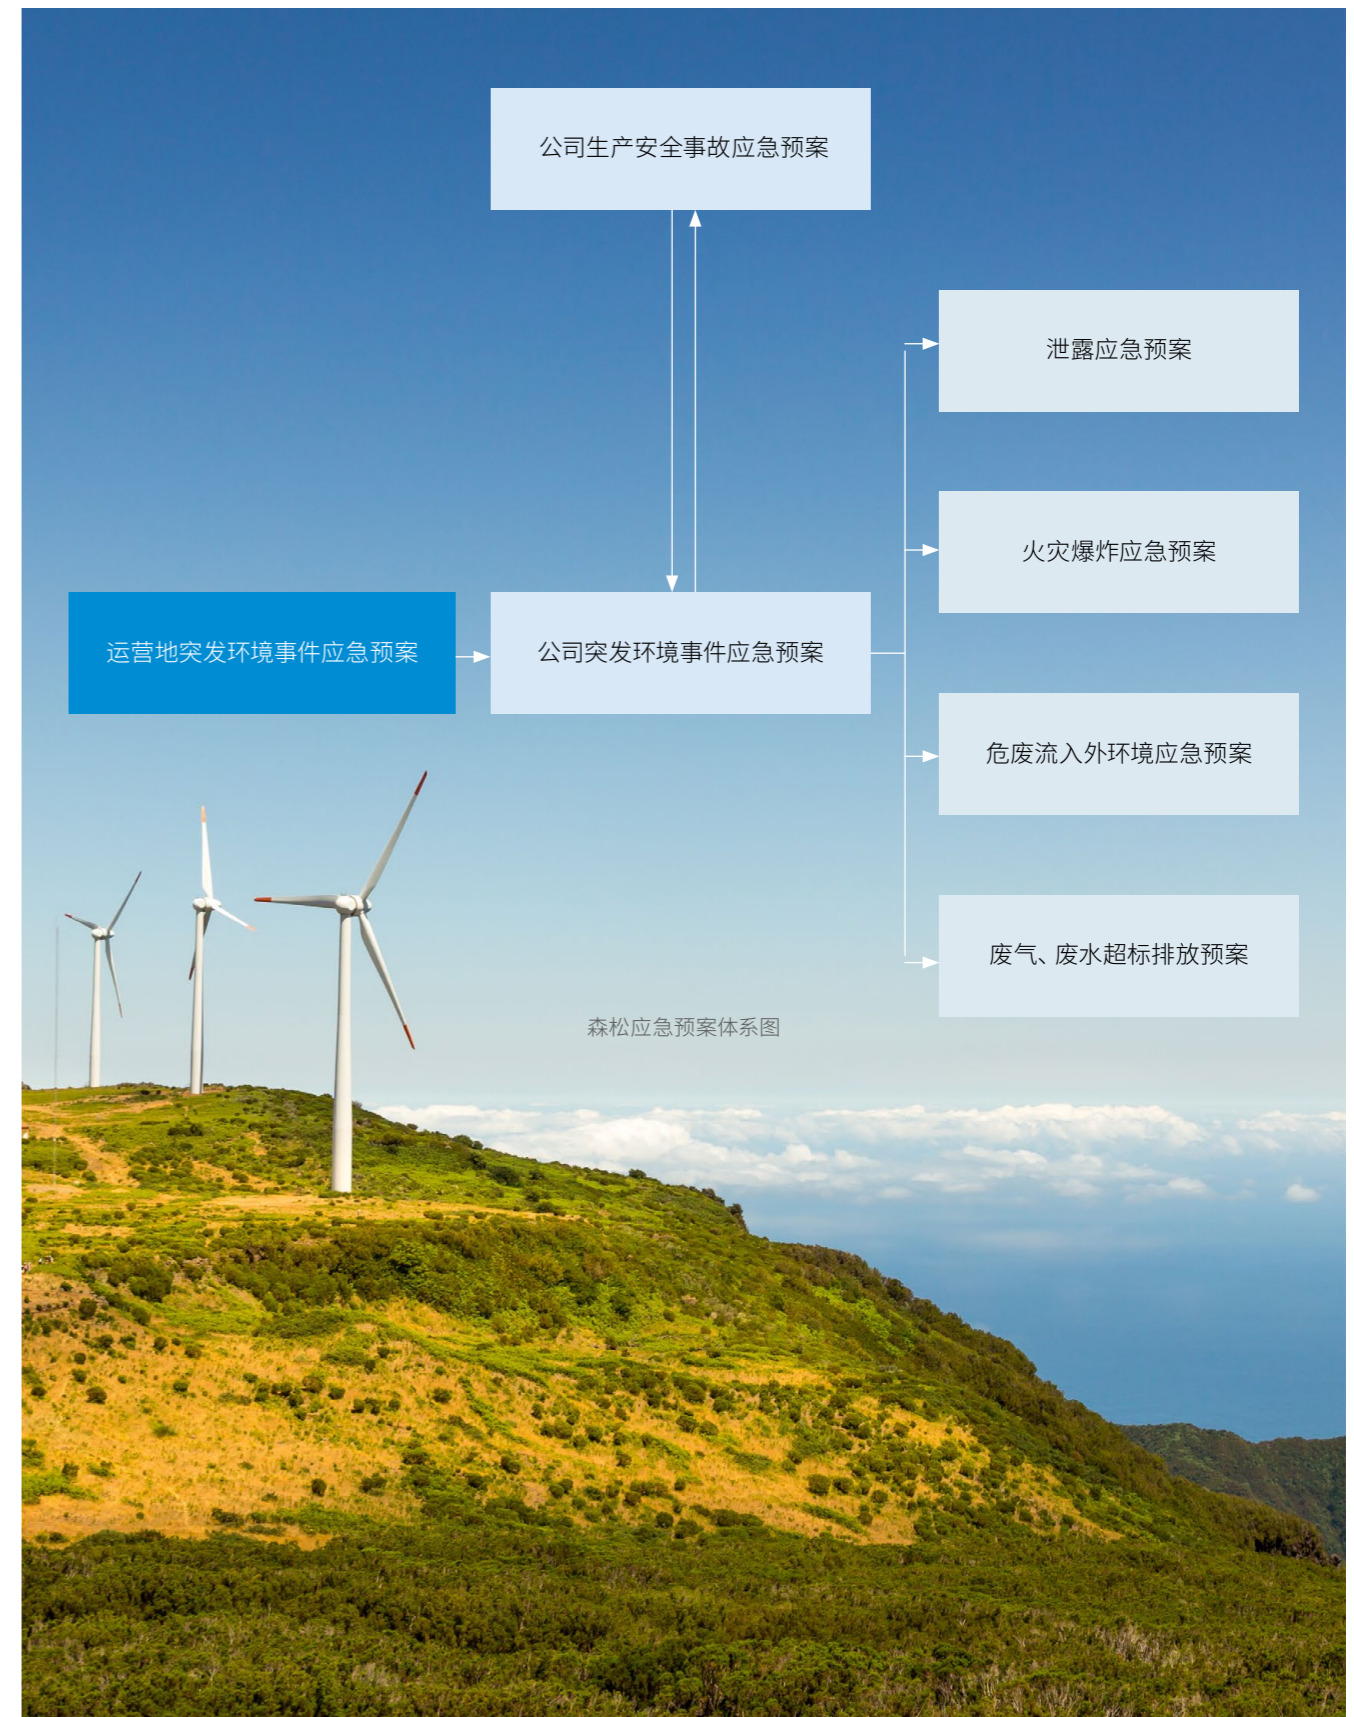 公司生产安全事故应急预案
泄露应急预案
火灾爆炸应急预案
运营地突发环境事件应急预案
公司突发环境事件应急预案
危废流入外环境应急预案
废气、废水超标排放预案
森松应急预案体系图